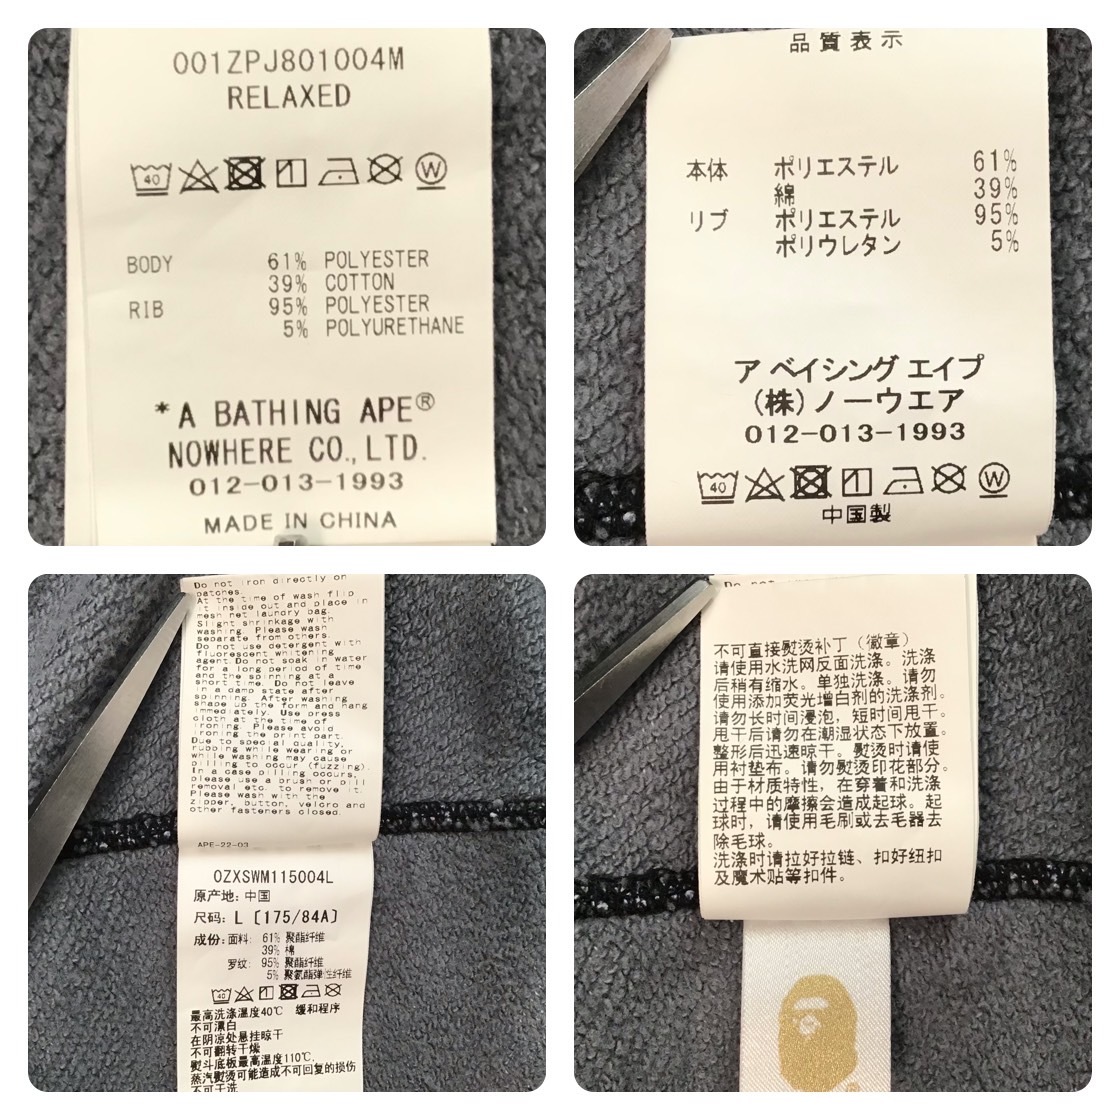 001ZPJ801004M
RELAXED
40 W
BODY 61% POLYESTER
39% COTTON
RIB 95% POLYESTER
5% POLYURETHANE
*A BATHING APE®
NOWHERE CO., LTD.
012-013-1993
MADE IN CHINA
品質表示
本体 ポリエステル 61%
綿 39%
リブ ポリエステル 95%
ポリウレタン 5%
ア ベイシング エイプ
(株)ノーウエア
012-013-1993
40 W
中国製
Do not iron directly on
patches.
At the time of wash flip
it inside out and place in
mesh net laundry bag.
Slight shrinkage with
washing. Please wash
separate from others.
Do not use detergent with
fluorescent whitening
agent.Do not soak in water
for a long period of time
and the spinning at a
short time. Do not leave
in a damp state after
spinning. After washing
shape up the form and hang
immediately. Use press
cloth at the time of
ironing. Please avoid
ironing the print part.
Due to special quality,
rubbing while wearing or
while washing may cause
pilling to occur (fuzzing).
In a case pilling occurs,
please use a brush or pill
removal etc. to remove it.
Please wash with the
zipper, button, velcro and
other fasteners closed.
APE-22-03
0ZXSWM115004L
原产地: 中国
尺码: L [175/84A]
成份: 面料: 61% 聚酯纤维
39% 棉
罗纹: 95% 聚酯纤维
5% 聚氨酯弹性纤维
40
最高洗涤温度40℃ 缓和程序
不可漂白
在阴凉处悬挂晾干
不可翻转干燥
熨斗底板最高温度110℃.
蒸汽熨烫可能造成不可回复的损伤
不可干洗
Do not
不可直接熨烫补丁（徽章）
请使用水洗网反面洗涤。洗涤
后稍有缩水。单独洗涤。请勿
使用添加荧光增白剂的洗涤剂。
请勿长时间浸泡，短时间甩干。
甩干后请勿在潮湿状态下放置。
整形后迅速晾干。熨烫时请使
用衬垫布。请勿熨烫印花部分。
由于材质特性，在穿着和洗涤
过程中的摩擦会造成起球。起
球时，请使用毛刷或去毛器去
除毛球。
洗涤时请拉好拉链、扣好纽扣
及魔术贴等扣件。